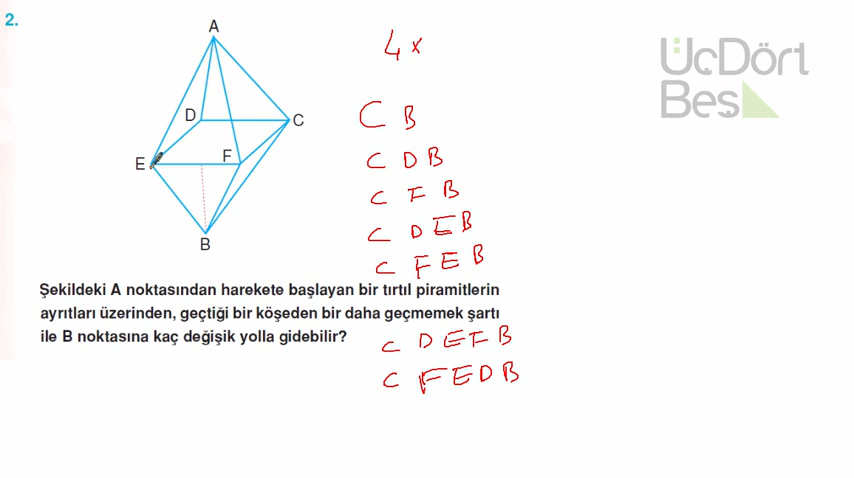 2.
A
D
C
E
F
B
4 x
C B
C D B
C F B
C D E B
C F E B
C D E F B
C F E D B
ÜçDört
Beş
Şekildeki A noktasından harekete başlayan bir tırtıl piramitlerin
ayrıtları üzerinden, geçtiği bir köşeden bir daha geçmemek şartı
ile B noktasına kaç değişik yolla gidebilir?